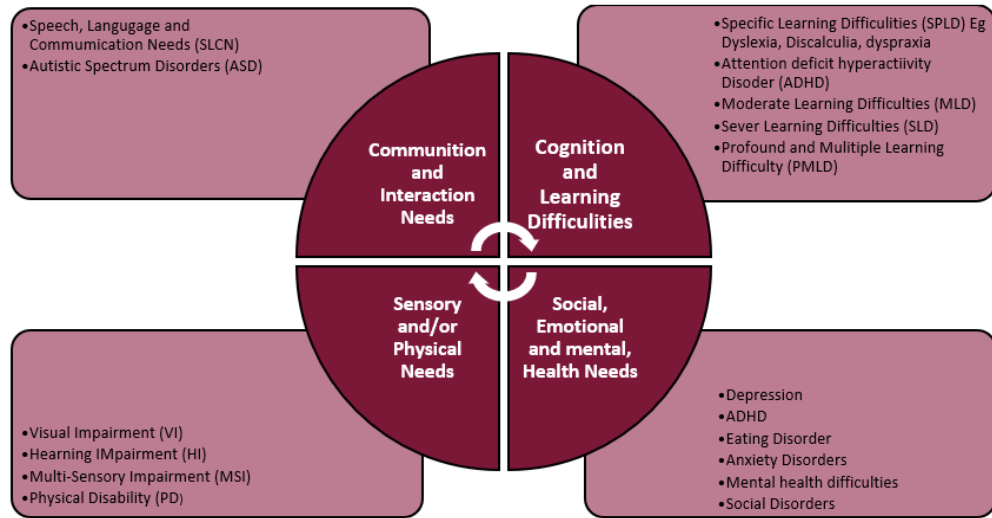 •Speech, Langugage and
Commumication Needs (SLCN)
•Autistic Spectrum Disorders (ASD)
•Specific Learning Difficulities (SPLD) Eg
Dyslexia, Discalculia, dyspraxia
•Attention deficit hyperactiivity
Disoder (ADHD)
•Moderate Learning Difficulties (MLD)
•Sever Learning Difficulties (SLD)
•Profound and Mulitiple Learning
Difficulty (PMLD)
Communition
and
Interaction
Needs
Cognition
and
Learning
Difficulities
Sensory
and/or
Physical
Needs
Social,
Emotional
and mental,
Health Needs
•Visual Impairment (VI)
•Hearning IMpairment (HI)
•Multi-Sensory Impairment (MSI)
•Physical Disability (PD)
•Depression
•ADHD
•Eating Disorder
•Anxiety Disorders
•Mental health difficulties
•Social Disorders